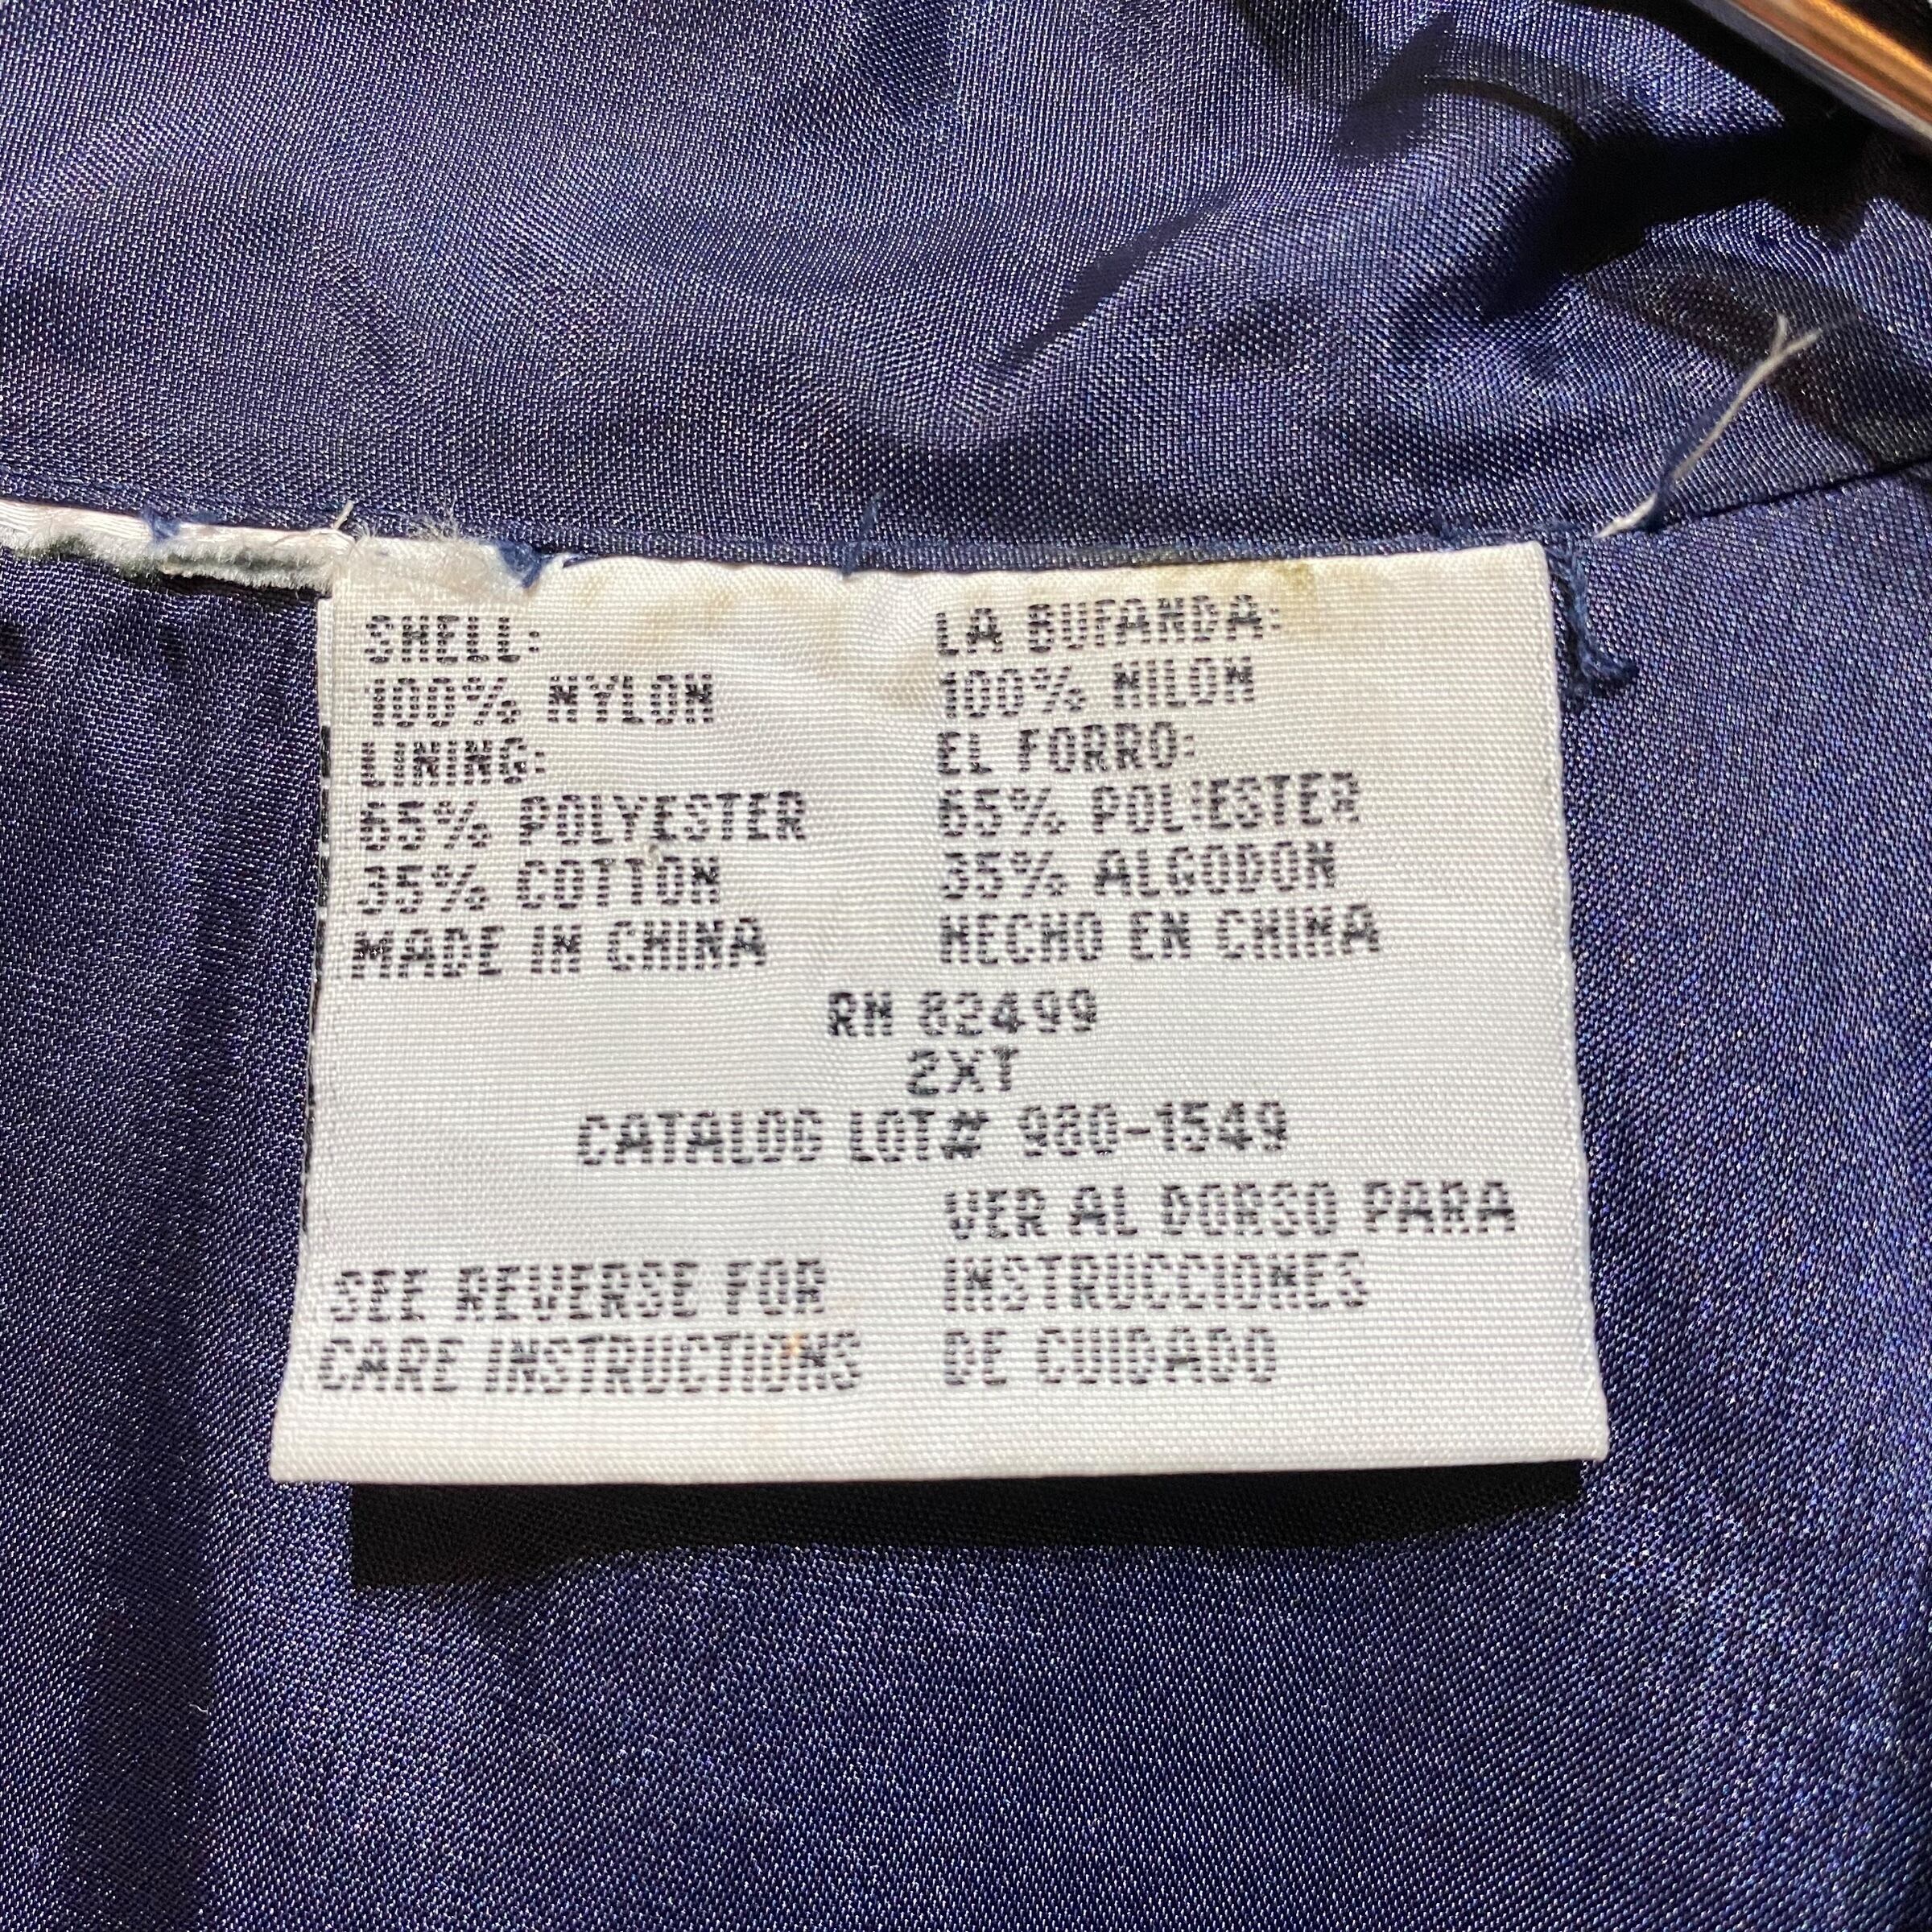 SHELL:
100% NYLON
LINING:
65% POLYESTER
35% COTTON
MADE IN CHINA
LA BUFANDA:
100% NILON
EL FORRO:
65% POLIESTER
35% ALGODON
HECHO EN CHINA
RN 82499
2XT
CATALOG LOT# 980-1549
SEE REVERSE FOR
CARE INSTRUCTIONS
VER AL DORSO PARA
INSTRUCCIONES
DE CUIDADO